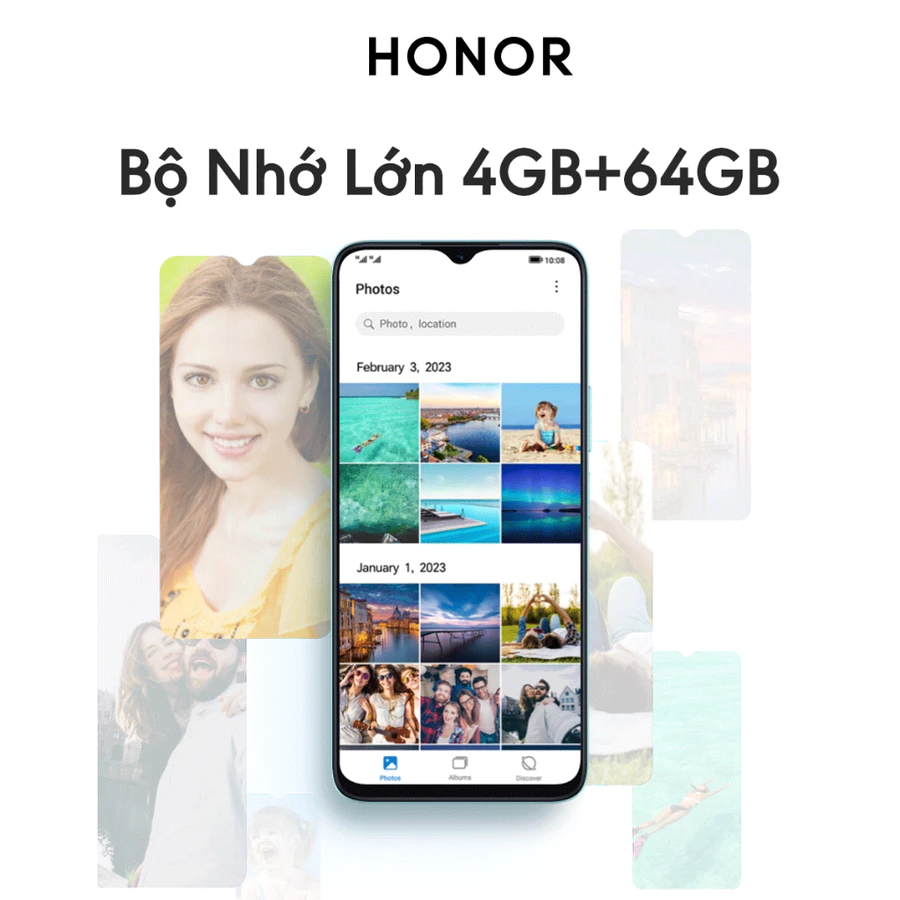 HONOR
Bộ Nhớ Lớn 4GB+64GB
10:08
Photos
Photo, location
February 3, 2023
January 1, 2023
Photos
Albums
Discover